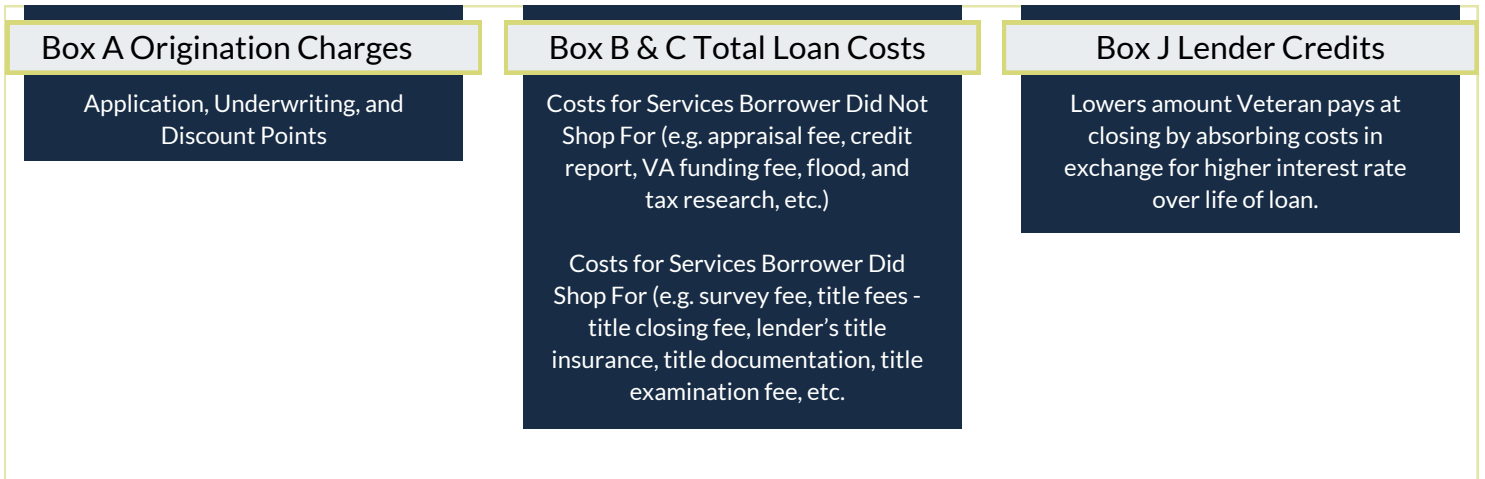 Box A Origination Charges
Application, Underwriting, and
Discount Points
Box B & C Total Loan Costs
Costs for Services Borrower Did Not
Shop For (e.g. appraisal fee, credit
report, VA funding fee, flood, and
tax research, etc.)
Costs for Services Borrower Did
Shop For (e.g. survey fee, title fees -
title closing fee, lender’s title
insurance, title documentation, title
examination fee, etc.
Box J Lender Credits
Lowers amount Veteran pays at
closing by absorbing costs in
exchange for higher interest rate
over life of loan.